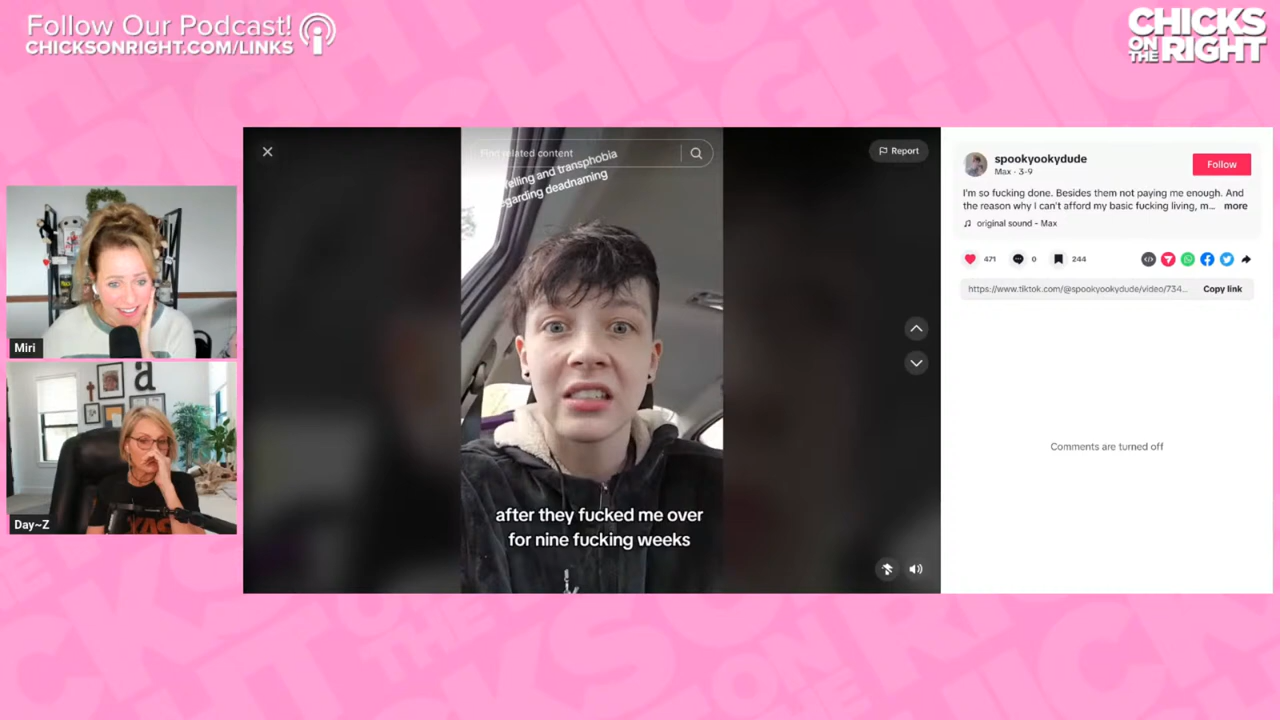 Follow Our Podcast!
CHICKSONRIGHT.COM/LINKS
CHICKS
ON THE RIGHT
Find related content
elling and transphobia
egarding deadnaming
Report
spookyookydude
Max · 3-9
Follow
I'm so fucking done. Besides them not paying me enough. And
the reason why I can't afford my basic fucking living, m... more
original sound - Max
471
0
244
https://www.tiktok.com/@spookyookydude/video/734...
Copy link
Miri
a
Day~Z
after they fucked me over
for nine fucking weeks
Comments are turned off